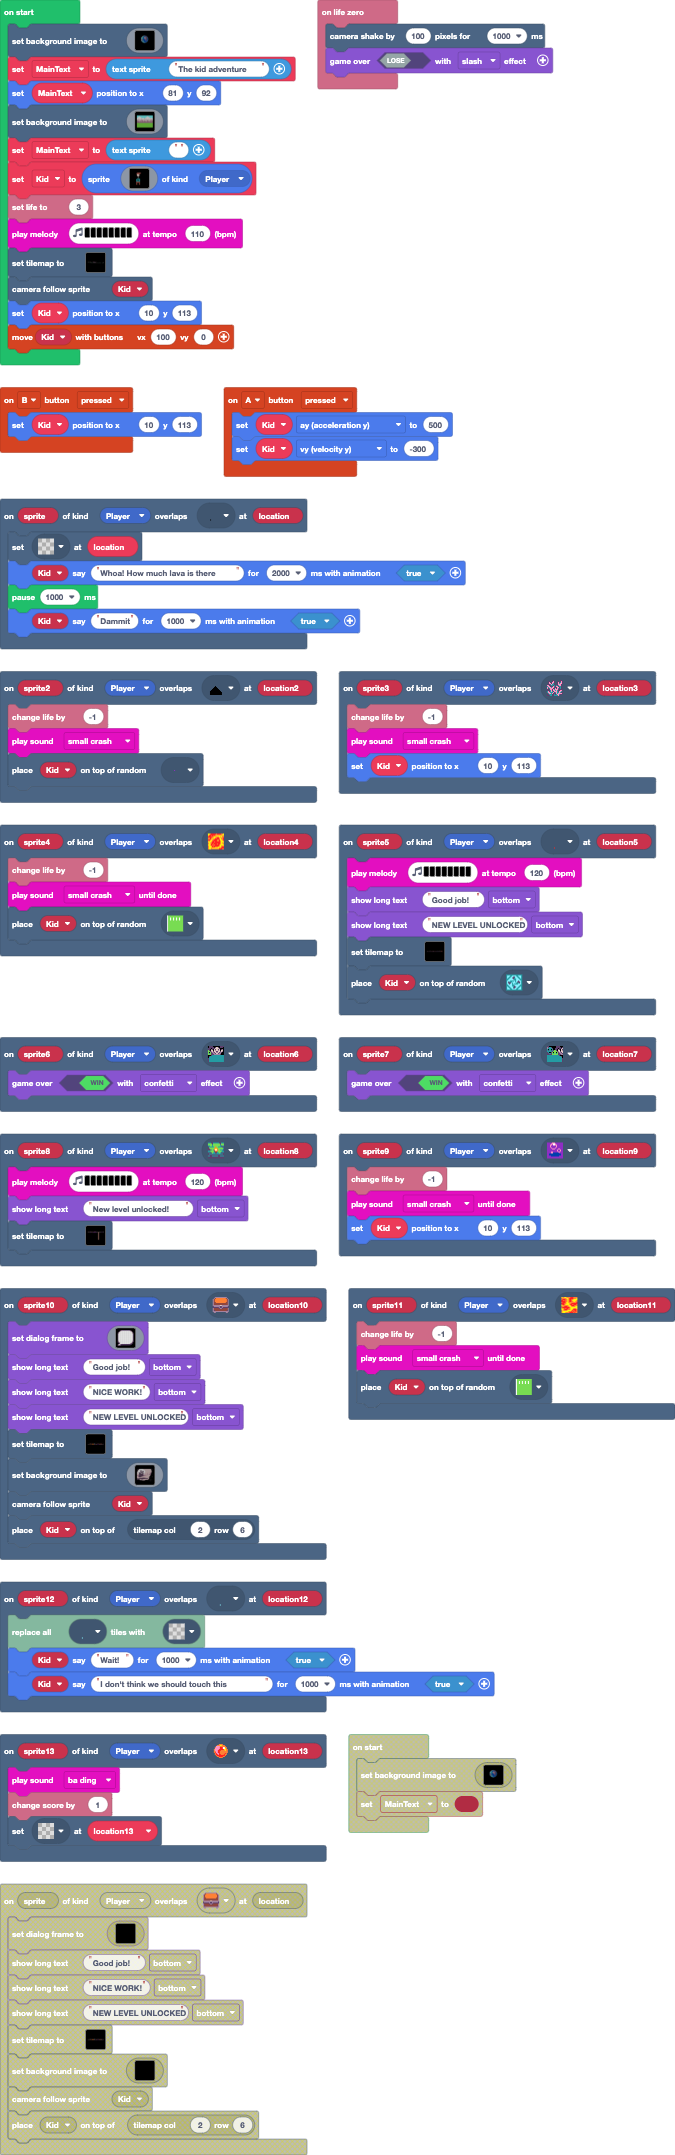 on start
set background image to
set MainText to text sprite "The kid adventure"
set MainText position to x 81 y 92
set background image to
set MainText to text sprite " "
set Kid to sprite of kind Player
set life to 3
play melody at tempo 110 (bpm)
set tilemap to
camera follow sprite Kid
set Kid position to x 10 y 113
move Kid with buttons vx 100 vy 0
on life zero
camera shake by 100 pixels for 1000 ms
game over LOSE with slash effect
on B button pressed
set Kid position to x 10 y 113
on A button pressed
set Kid ay (acceleration y) to 500
set Kid vy (velocity y) to -300
on sprite of kind Player overlaps at location
set at location
Kid say "Whoa! How much lava is there" for 2000 ms with animation true
pause 1000 ms
Kid say "Dammit" for 1000 ms with animation true
on sprite2 of kind Player overlaps at location2
change life by -1
play sound small crash
place Kid on top of random
on sprite3 of kind Player overlaps at location3
change life by -1
play sound small crash
set Kid position to x 10 y 113
on sprite4 of kind Player overlaps at location4
change life by -1
play sound small crash until done
place Kid on top of random
on sprite5 of kind Player overlaps at location5
play melody at tempo 120 (bpm)
show long text "Good job!" bottom
show long text "NEW LEVEL UNLOCKED" bottom
set tilemap to
place Kid on top of random
on sprite6 of kind Player overlaps at location6
game over WIN with confetti effect
on sprite7 of kind Player overlaps at location7
game over WIN with confetti effect
on sprite8 of kind Player overlaps at location8
play melody at tempo 120 (bpm)
show long text "New level unlocked!" bottom
set tilemap to
on sprite9 of kind Player overlaps at location9
change life by -1
play sound small crash until done
set Kid position to x 10 y 113
on sprite10 of kind Player overlaps at location10
set dialog frame to
show long text "Good job!" bottom
show long text "NICE WORK!" bottom
show long text "NEW LEVEL UNLOCKED" bottom
set tilemap to
set background image to
camera follow sprite Kid
place Kid on top of tilemap col 2 row 6
on sprite11 of kind Player overlaps at location11
change life by -1
play sound small crash until done
place Kid on top of random
on sprite12 of kind Player overlaps at location12
replace all tiles with
Kid say "Wait!" for 1000 ms with animation true
Kid say "I don't think we should touch this" for 1000 ms with animation true
on sprite13 of kind Player overlaps at location13
play sound ba ding
change score by 1
set at location13
on start
set background image to
set MainText to
on sprite of kind Player overlaps at location
set dialog frame to
show long text "Good job!" bottom
show long text "NICE WORK!" bottom
show long text "NEW LEVEL UNLOCKED" bottom
set tilemap to
set background image to
camera follow sprite Kid
place Kid on top of tilemap col 2 row 6